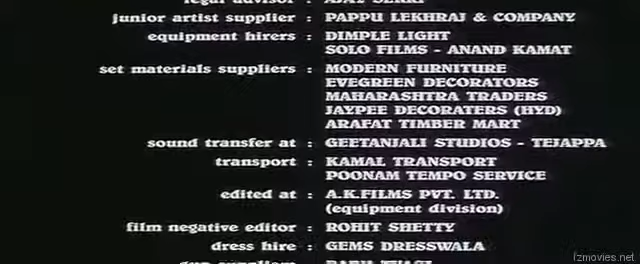 legal advisor :
junior artist supplier : PAPPU LEKHRAJ & COMPANY
equipment hirers : DIMPLE LIGHT
SOLO FILMS - ANAND KAMAT
set materials suppliers : MODERN FURNITURE
EVEGREEN DECORATORS
MAHARASHTRA TRADERS
JAYPEE DECORATERS (HYD)
ARAFAT TIMBER MART
sound transfer at : GEETANJALI STUDIOS - TEJAPPA
transport : KAMAL TRANSPORT
POONAM TEMPO SERVICE
edited at : A.K.FILMS PVT. LTD.
(equipment division)
film negative editor : ROHIT SHETTY
dress hire : GEMS DRESSWALA
1zmovies.net